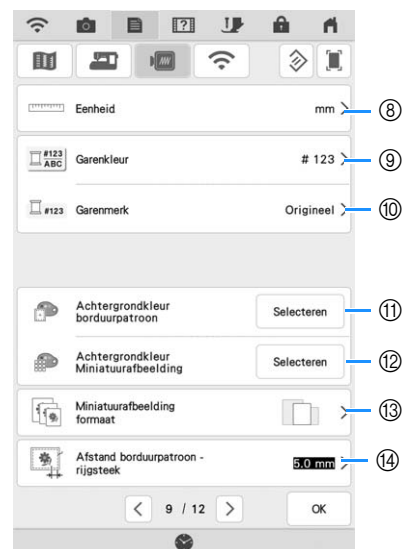 Eenheid mm ⑧
#123
ABC
Garenkleur # 123 ⑨
#123 Garenmerk Origineel ⑩
Achtergrondkleur
borduurpatroon
Selecteren ⑪
Achtergrondkleur
Miniatuurafbeelding
Selecteren ⑫
Miniatuurafbeelding
formaat
⑬
Afstand borduurpatroon -
rijgsteek
5.0 mm ⑭
9 / 12
OK